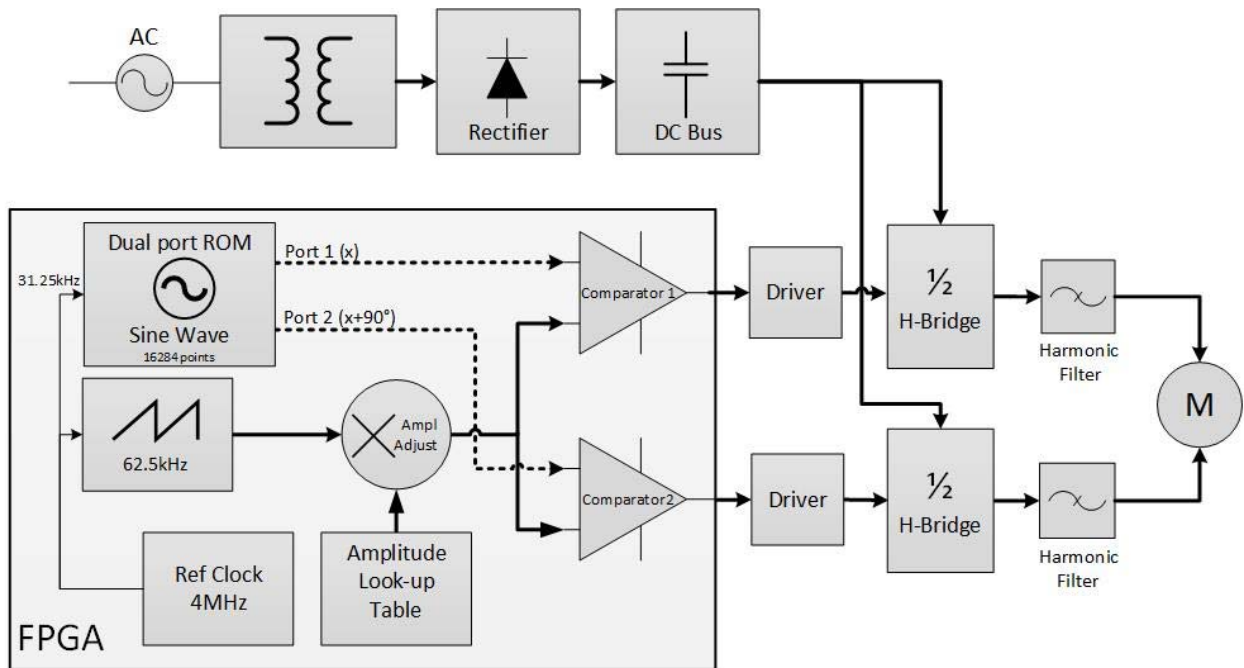 AC
Rectifier
DC Bus
Dual port ROM
Sine Wave
16284 points
31.25kHz
Port 1 (x)
Port 2 (x+90°)
Comparator 1
Driver
½
H-Bridge
Harmonic
Filter
M
62.5kHz
Ampl
Adjust
Comparator2
Driver
½
H-Bridge
Harmonic
Filter
Ref Clock
4MHz
Amplitude
Look-up
Table
FPGA